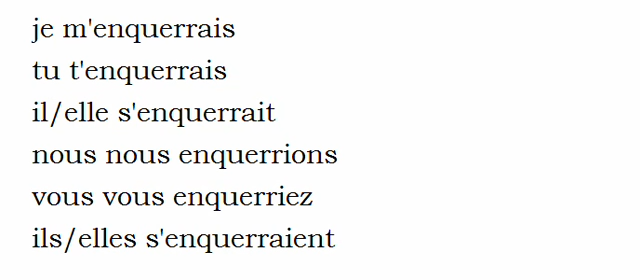 je m'enquerrais
tu t'enquerrais
il/elle s'enquerrait
nous nous enquerrions
vous vous enquerriez
ils/elles s'enquerraient